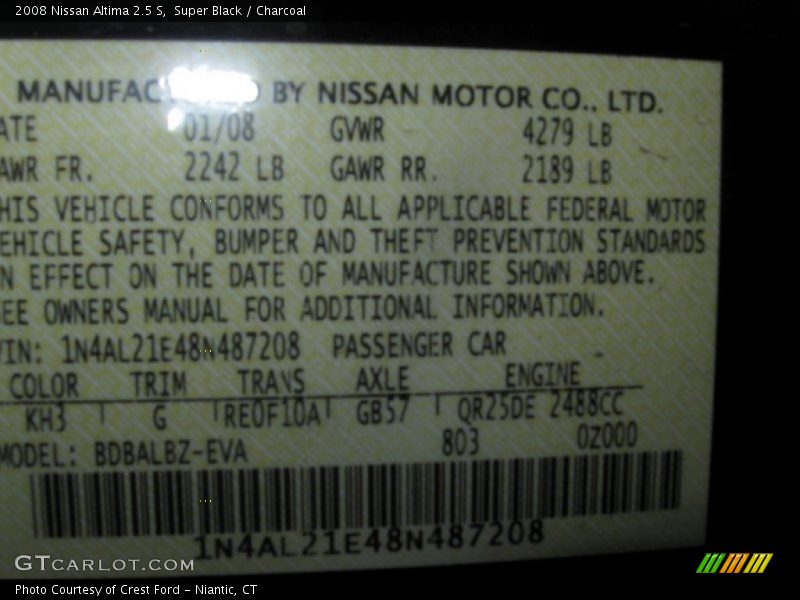 2008 Nissan Altima 2.5 S, Super Black / Charcoal
MANUFAC BY NISSAN MOTOR CO., LTD.
ATE 01/08 GVWR 4279 LB
AWR FR. 2242 LB GAWR RR. 2189 LB
HIS VEHICLE CONFORMS TO ALL APPLICABLE FEDERAL MOTOR
EHICLE SAFETY, BUMPER AND THEFT PREVENTION STANDARDS
N EFFECT ON THE DATE OF MANUFACTURE SHOWN ABOVE.
EE OWNERS MANUAL FOR ADDITIONAL INFORMATION.
VIN: 1N4AL21E48N487208 PASSENGER CAR
COLOR TRIM TRANS AXLE ENGINE
KH3 G RE0F10A GB57 QR25DE 2488CC
MODEL: BDBALBZ-EVA 803 0Z000
1N4AL21E48N487208
GTCARLOT.COM
Photo Courtesy of Crest Ford - Niantic, CT